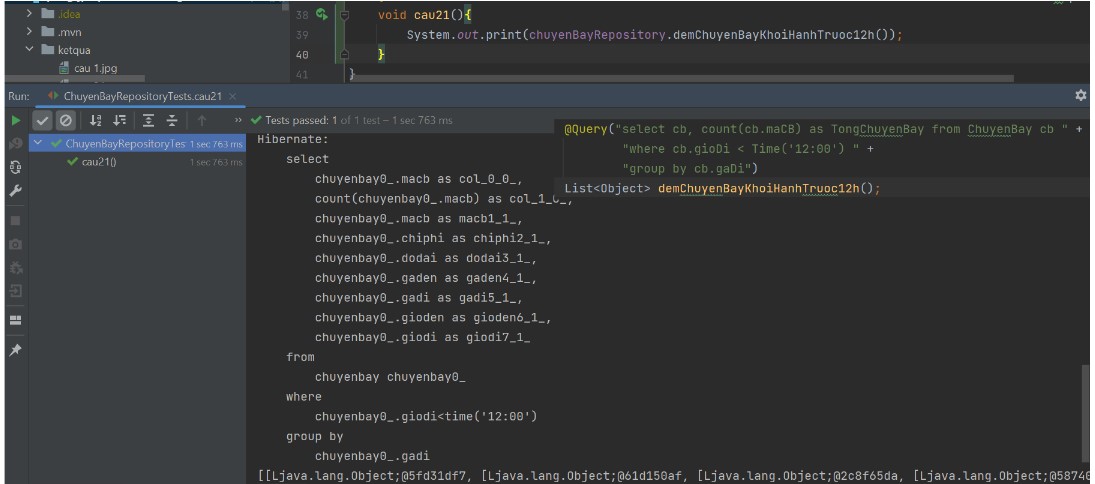 .idea
.mvn
ketqua
cau 1.jpg
38 void cau21(){
39 System.out.print(chuyenBayRepository.demChuyenBayKhoiHanhTruoc12h());
40 }
41 }
Run: ChuyenBayRepositoryTests.cau21 ×
» Tests passed: 1 of 1 test – 1 sec 763 ms
ChuyenBayRepositoryTes 1 sec 763 ms
cau21() 1 sec 763 ms
@Query("select cb, count(cb.maCB) as TongChuyenBay from ChuyenBay cb " +
"where cb.gioDi < Time('12:00') " +
"group by cb.gaDi")
List<Object> demChuyenBayKhoiHanhTruoc12h();
Hibernate:
select
chuyenbay0_.macb as col_0_0_,
count(chuyenbay0_.macb) as col_1_0_,
chuyenbay0_.macb as macb1_1_,
chuyenbay0_.chiphi as chiphi2_1_,
chuyenbay0_.dodai as dodai3_1_,
chuyenbay0_.gaden as gaden4_1_,
chuyenbay0_.gadi as gadi5_1_,
chuyenbay0_.gioden as gioden6_1_,
chuyenbay0_.giodi as giodi7_1_
from
chuyenbay chuyenbay0_
where
chuyenbay0_.giodi<time('12:00')
group by
chuyenbay0_.gadi
[[Ljava.lang.Object;@5fd31df7, [Ljava.lang.Object;@61d150af, [Ljava.lang.Object;@2c8f65da, [Ljava.lang.Object;@58740